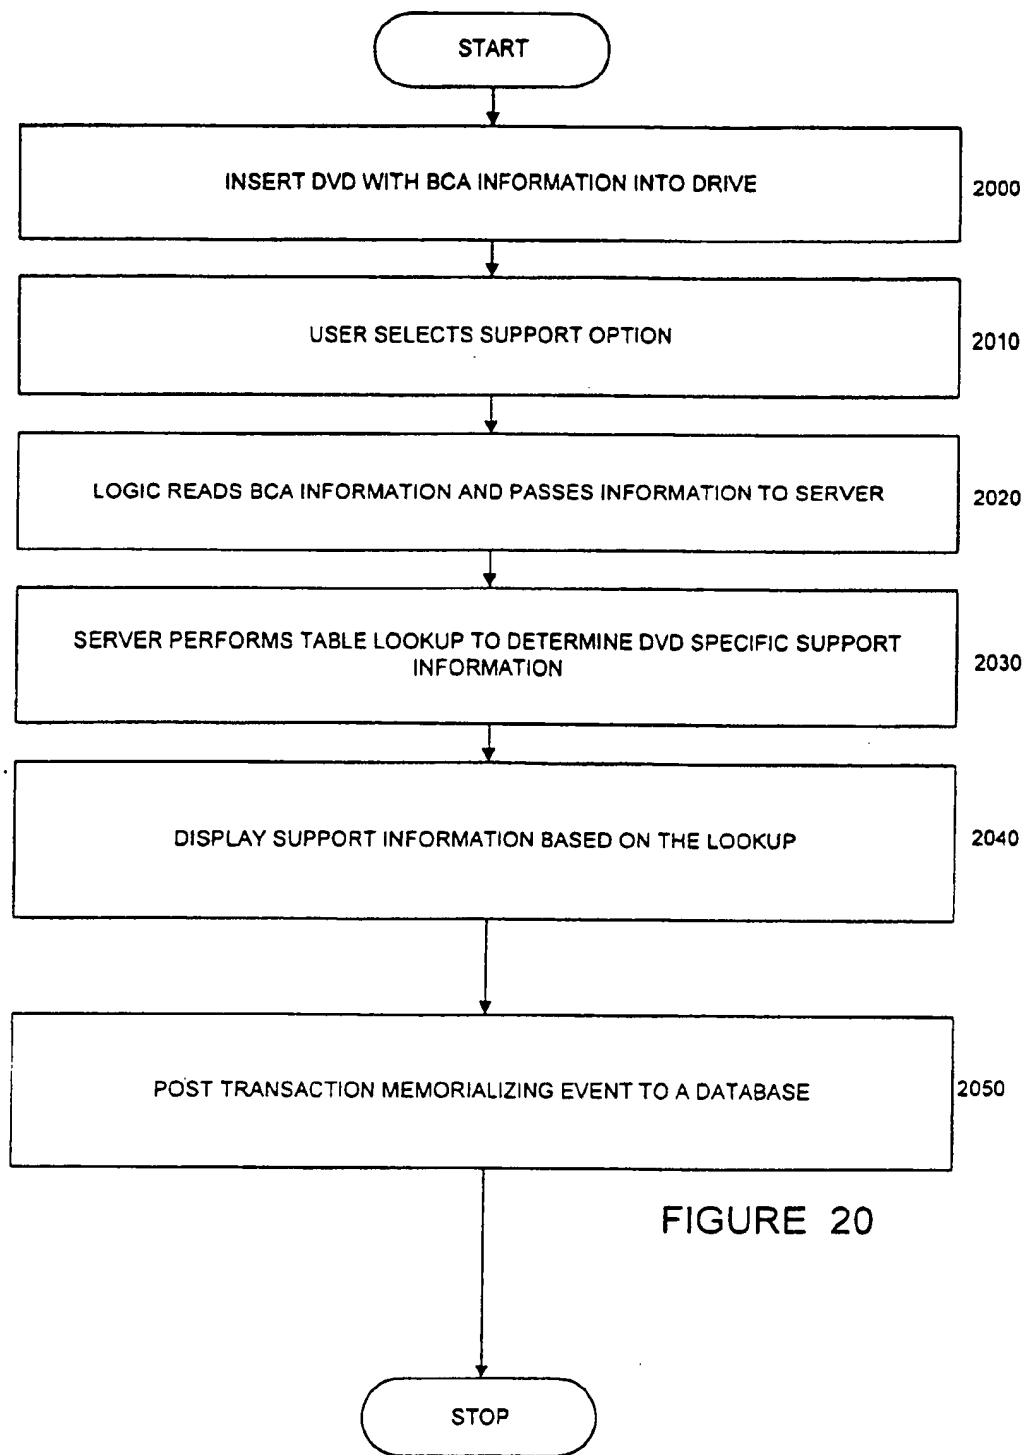 START
INSERT DVD WITH BCA INFORMATION INTO DRIVE
2000
USER SELECTS SUPPORT OPTION
2010
LOGIC READS BCA INFORMATION AND PASSES INFORMATION TO SERVER
2020
SERVER PERFORMS TABLE LOOKUP TO DETERMINE DVD SPECIFIC SUPPORT
INFORMATION
2030
DISPLAY SUPPORT INFORMATION BASED ON THE LOOKUP
2040
POST TRANSACTION MEMORIALIZING EVENT TO A DATABASE
2050
FIGURE 20
STOP